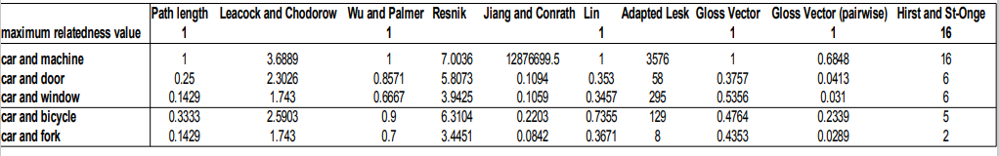 Path length Leacock and Chodorow Wu and Palmer Resnik Jiang and Conrath Lin Adapted Lesk Gloss Vector Gloss Vector (pairwise) Hirst and St-Onge
maximum relatedness value 1 1 1 1 1 16
car and machine 1 3.6889 1 7.0036 12876699.5 1 3576 1 0.6848 16
car and door 0.25 2.3026 0.8571 5.8073 0.1094 0.353 58 0.3757 0.0413 6
car and window 0.1429 1.743 0.6667 3.9425 0.1059 0.3457 295 0.5356 0.031 6
car and bicycle 0.3333 2.5903 0.9 6.3104 0.2203 0.7355 129 0.4764 0.2339 5
car and fork 0.1429 1.743 0.7 3.4451 0.0842 0.3671 8 0.4353 0.0289 2